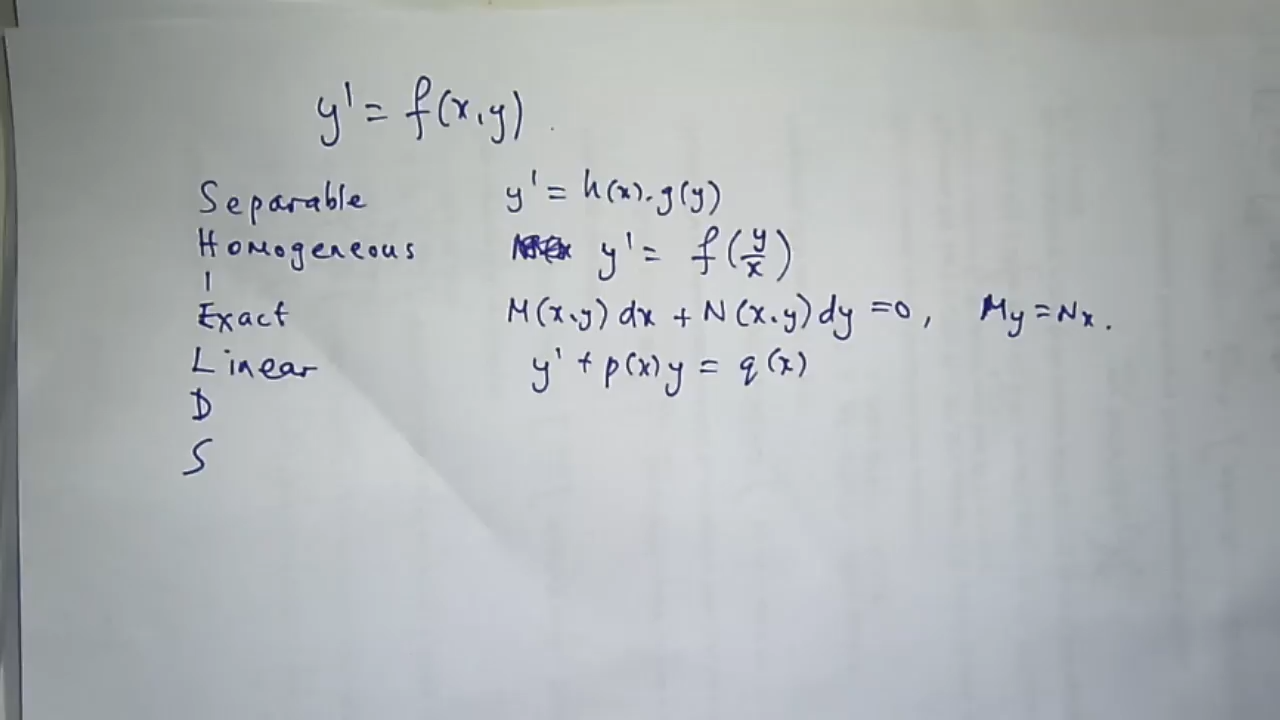 y' = f(x,y)
Separable y' = h(x).g(y)
Homogeneous y' = f(y/x)
I
Exact M(x,y)dx + N(x,y)dy = 0, My = Nx.
Linear y' + p(x)y = q(x)
D
S